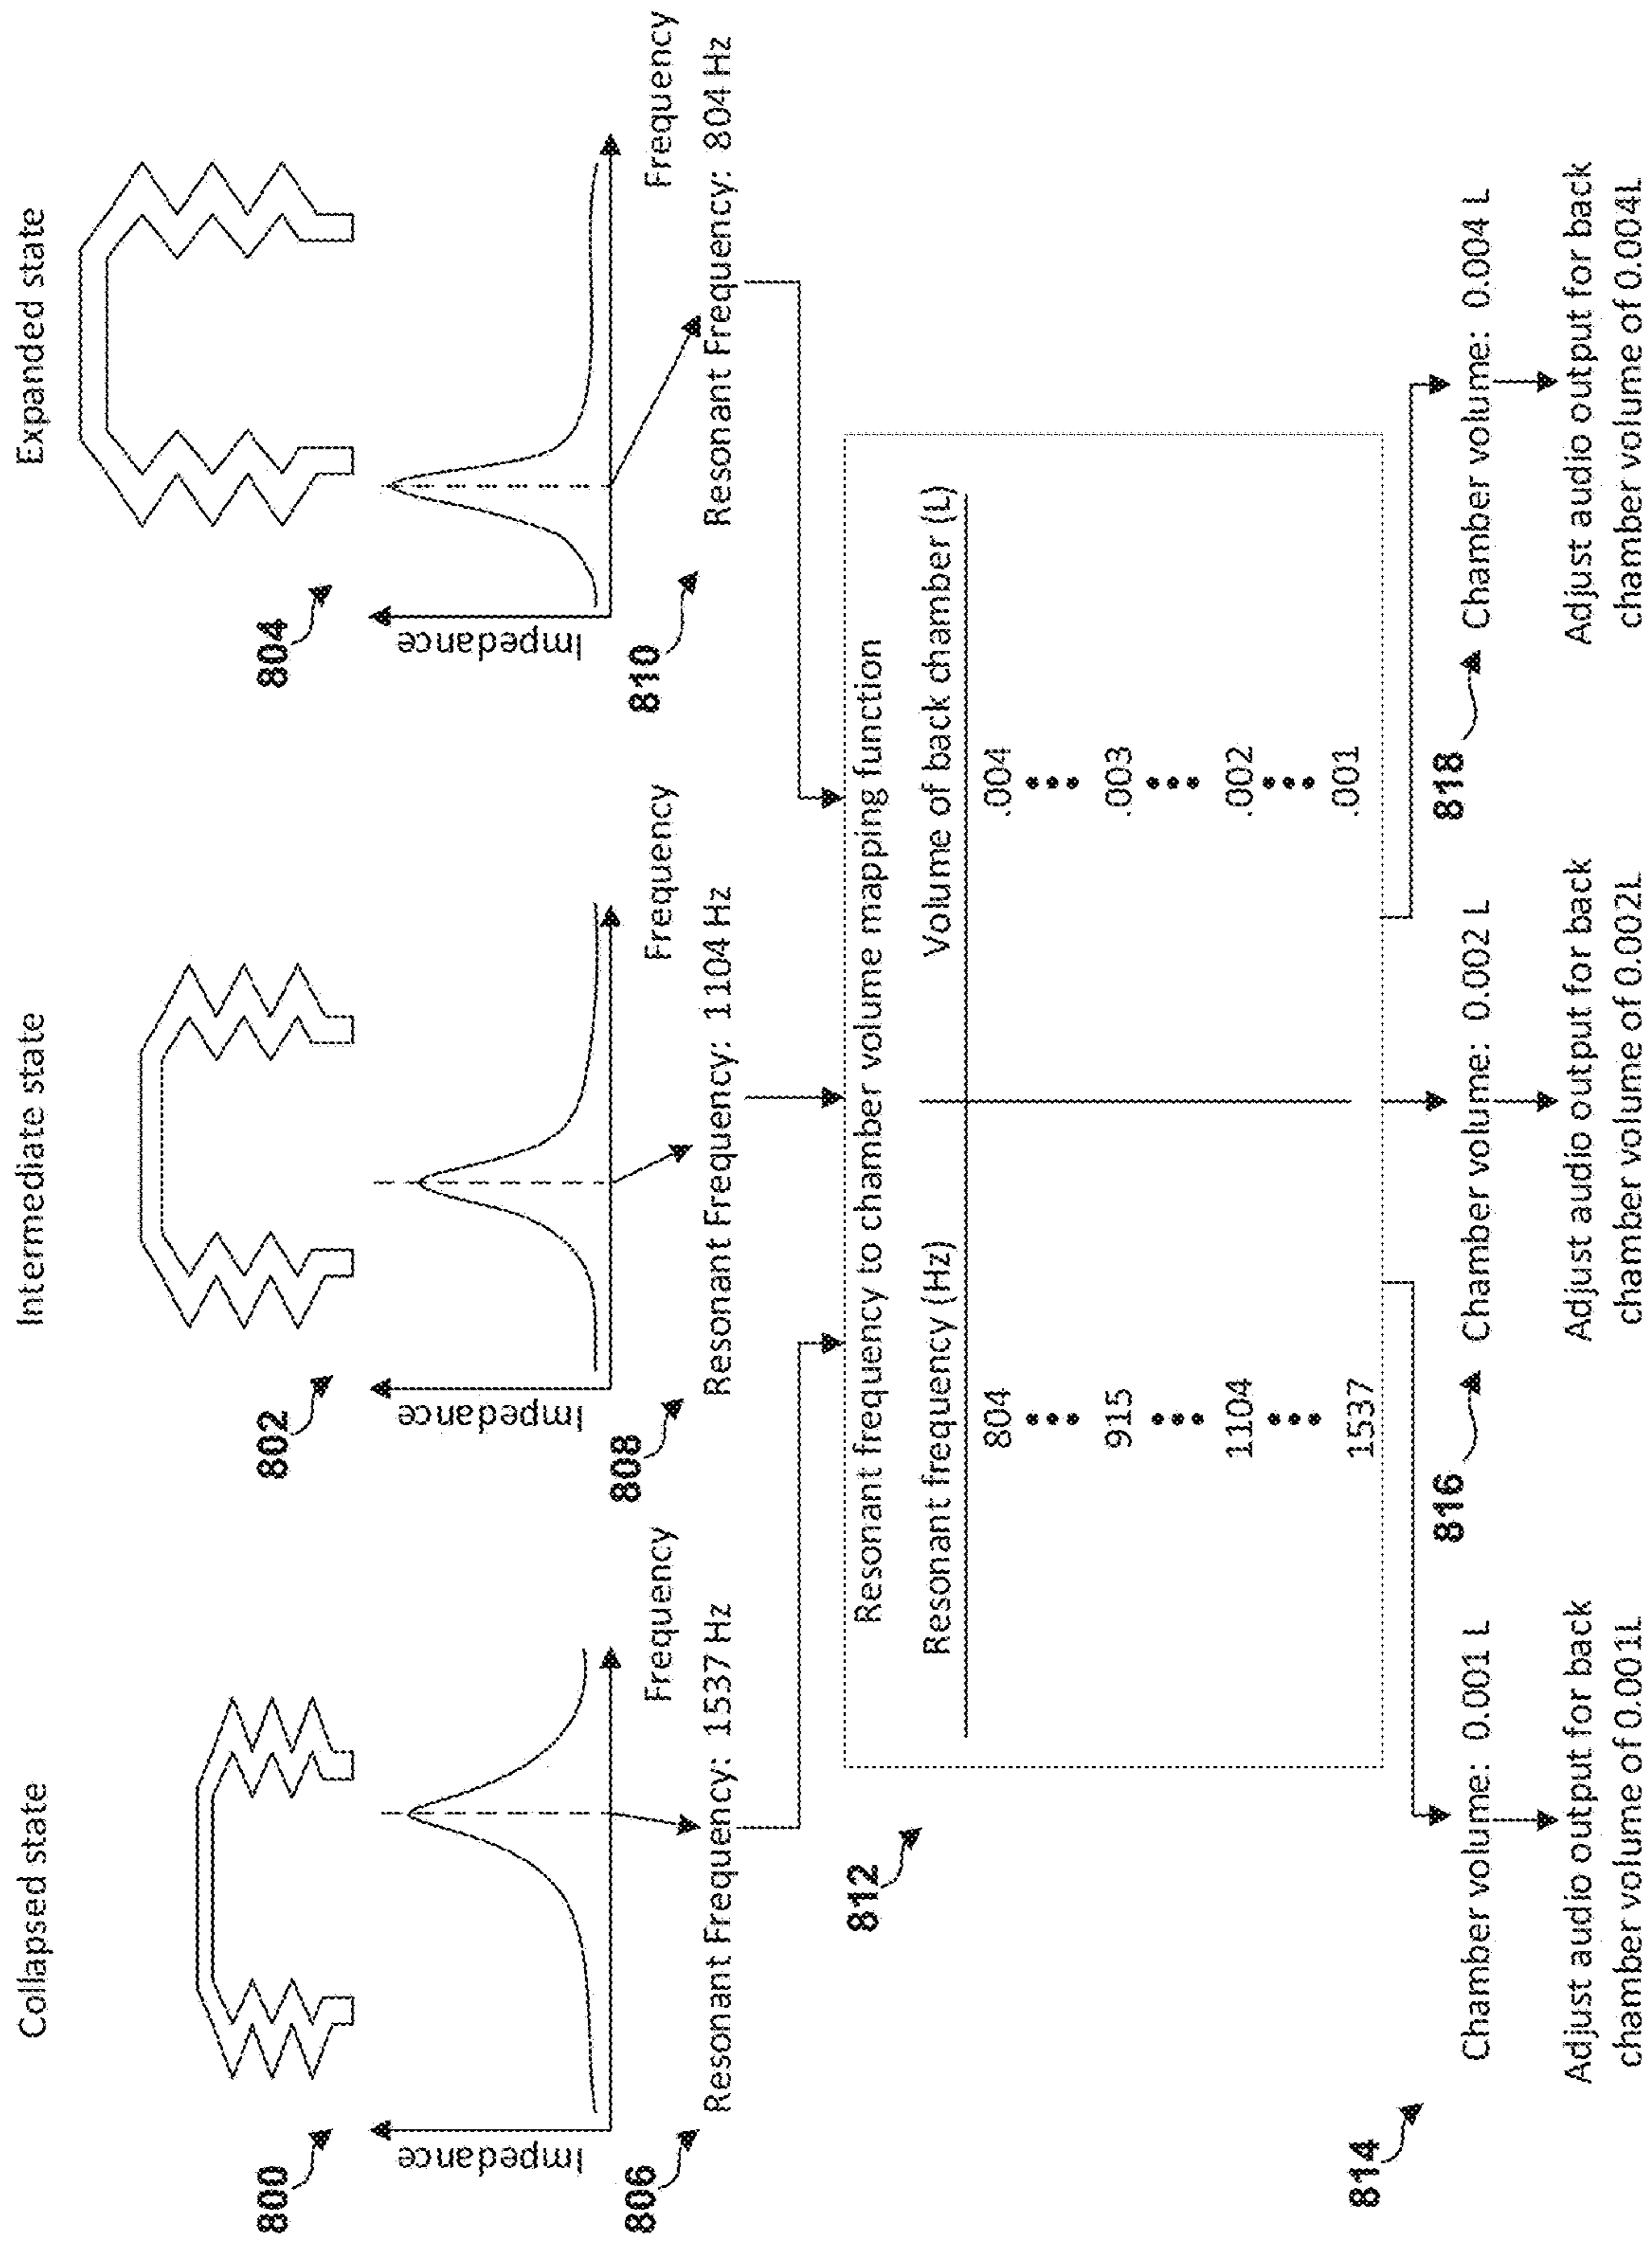 Collapsed state
Intermediate state
Expanded state
800
802
804
Impedance
Impedance
Impedance
Frequency
Frequency
Frequency
806
808
810
Resonant Frequency: 1537 Hz
Resonant Frequency: 1104 Hz
Resonant Frequency: 804 Hz
812
Resonant frequency to chamber volume mapping function
Resonant frequency (Hz)
Volume of back chamber (L)
804
.004
915
.003
1104
.002
1537
.001
814
816
818
Chamber volume: 0.001 L
Chamber volume: 0.002 L
Chamber volume: 0.004 L
Adjust audio output for back
chamber volume of 0.001L
Adjust audio output for back
chamber volume of 0.002L
Adjust audio output for back
chamber volume of 0.004L